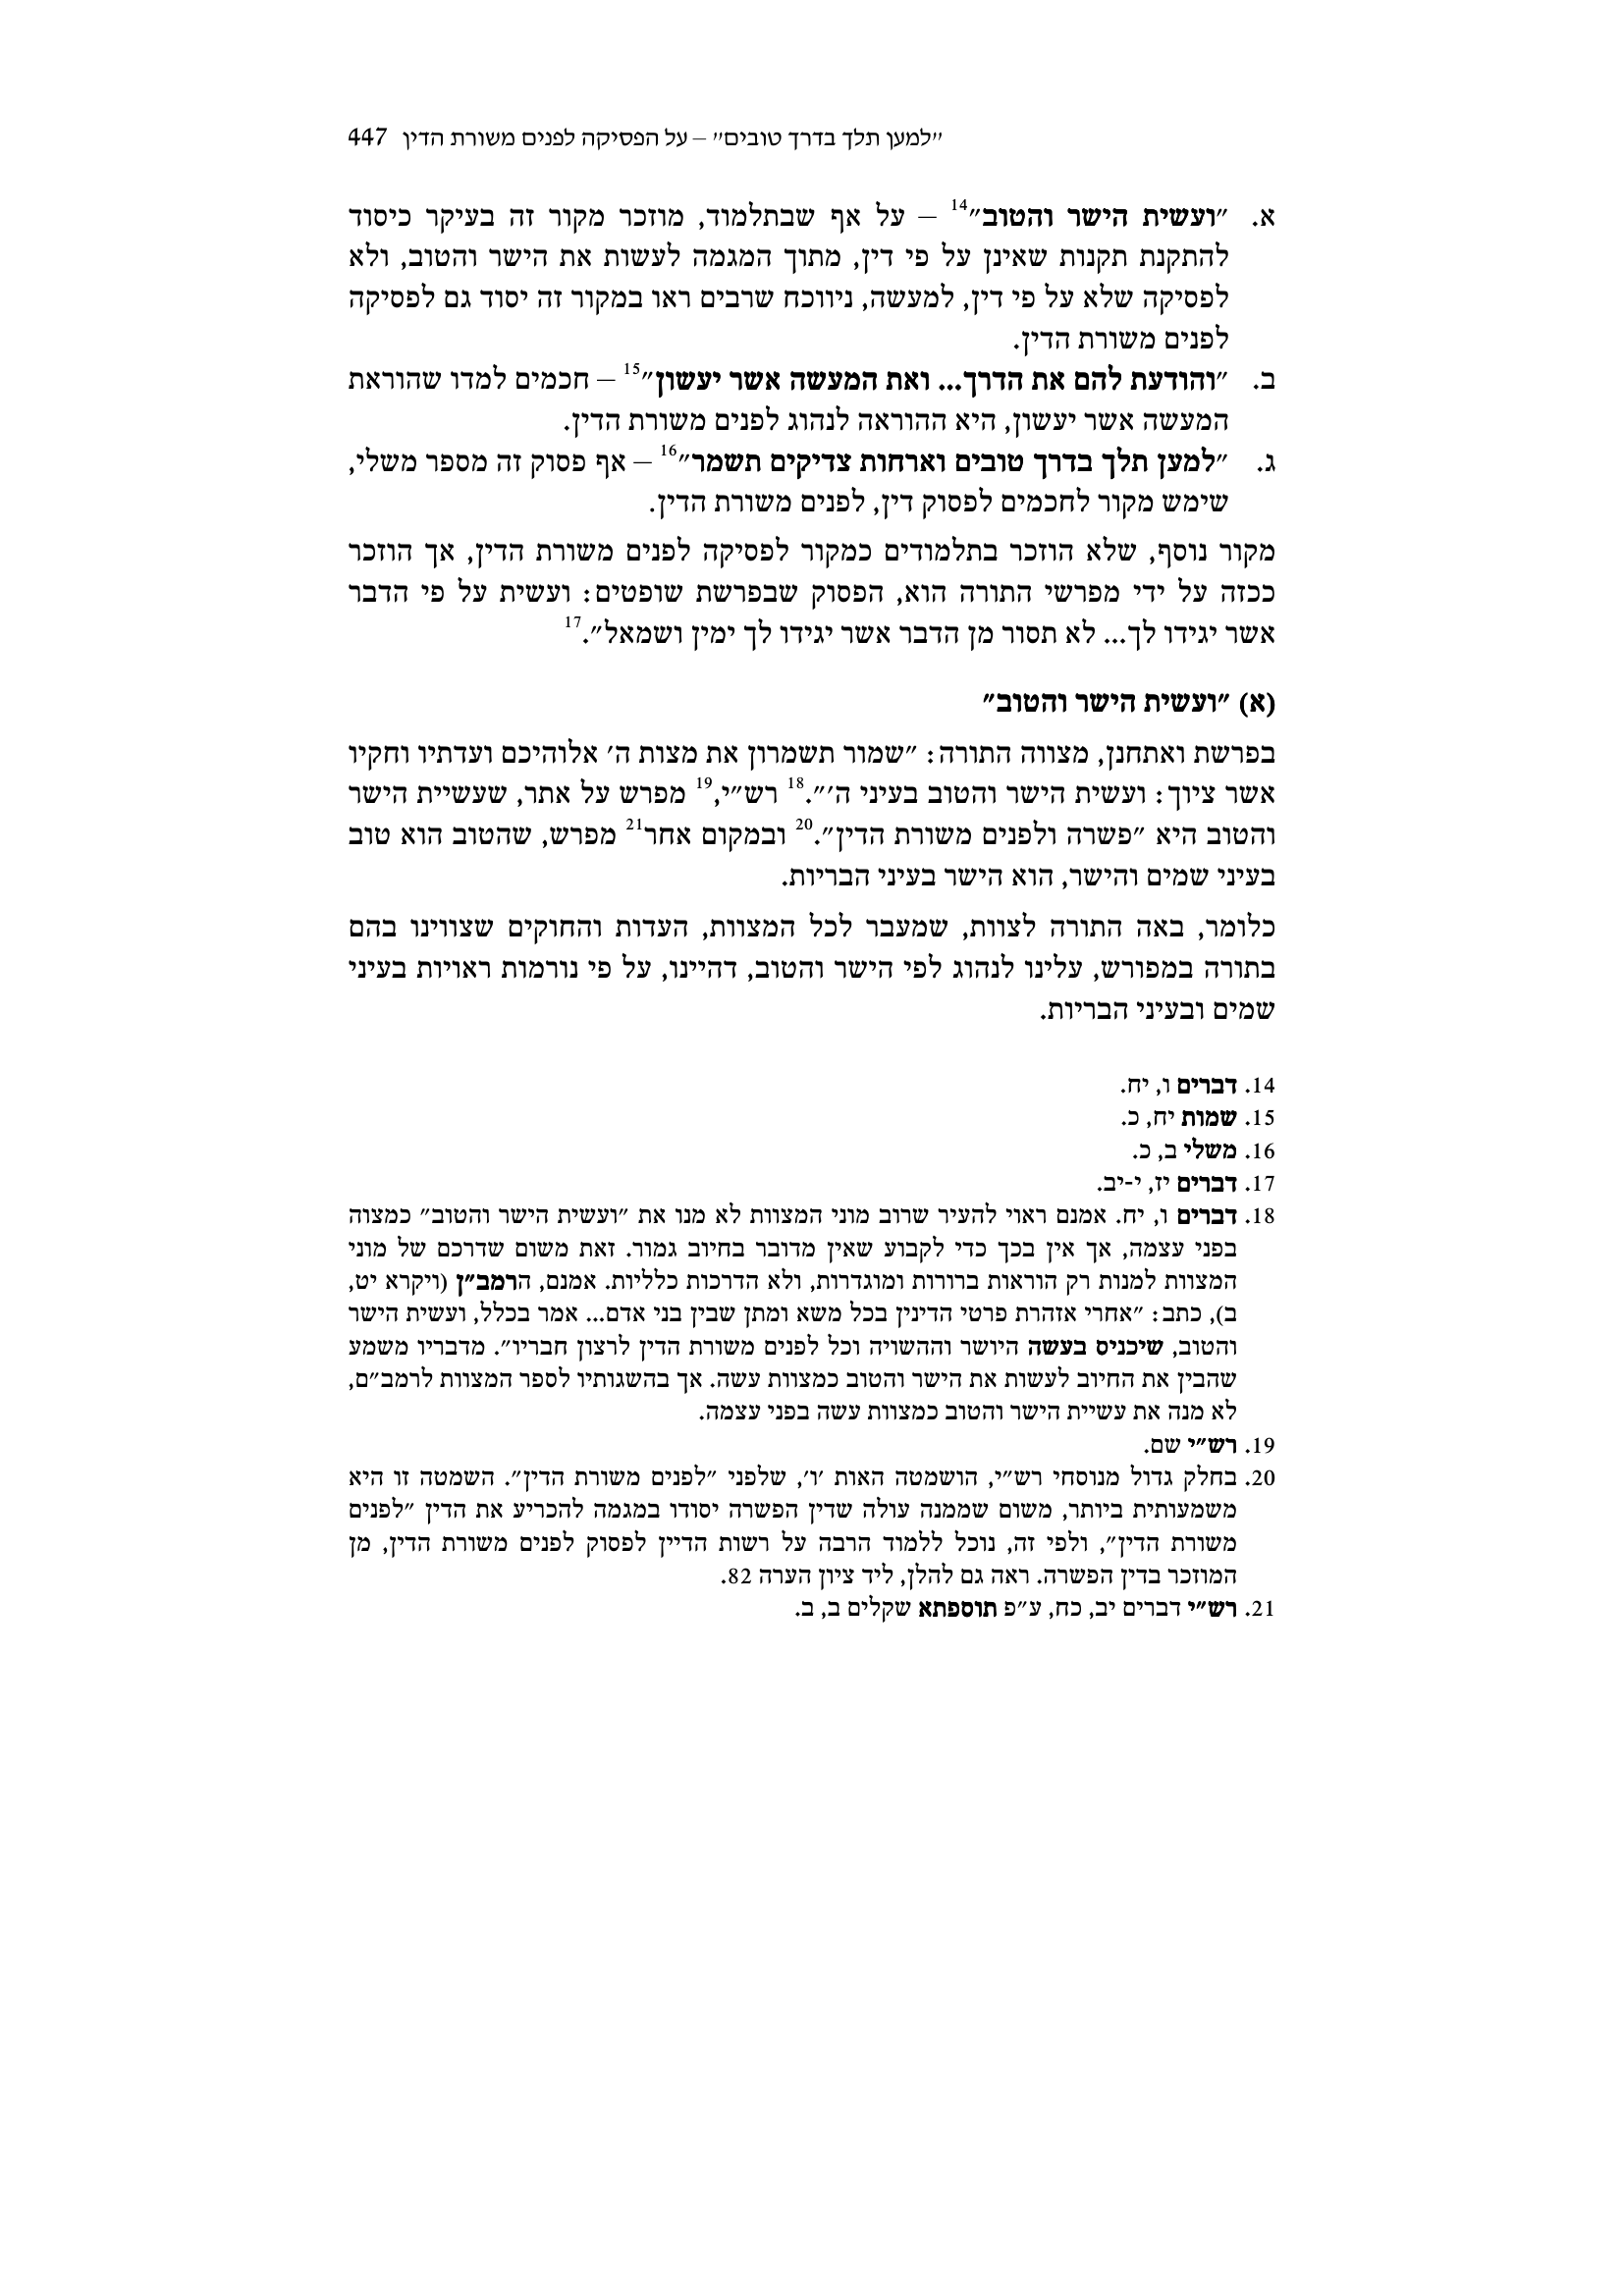 ״למען תלך בדרך טובים״ – על הפסיקה לפנים משורת הדין 447
א. ״ועשית הישר והטוב״14 – על אף שבתלמוד, מוזכר מקור זה בעיקר כיסוד
להתקנת תקנות שאינן על פי דין, מתוך המגמה לעשות את הישר והטוב, ולא
לפסיקה שלא על פי דין, למעשה, ניווכח שרבים ראו במקור זה יסוד גם לפסיקה
לפנים משורת הדין.
ב. ״והודעת להם את הדרך... ואת המעשה אשר יעשון״15 – חכמים למדו שהוראת
המעשה אשר יעשון, היא ההוראה לנהוג לפנים משורת הדין.
ג. ״למען תלך בדרך טובים וארחות צדיקים תשמר״16 – אף פסוק זה מספר משלי,
שימש מקור לחכמים לפסוק דין, לפנים משורת הדין.
מקור נוסף, שלא הוזכר בתלמודים כמקור לפסיקה לפנים משורת הדין, אך הוזכר
ככזה על ידי מפרשי התורה הוא, הפסוק שבפרשת שופטים: ועשית על פי הדבר
אשר יגידו לך... לא תסור מן הדבר אשר יגידו לך ימין ושמאל״.17
(א) ״ועשית הישר והטוב״
בפרשת ואתחנן, מצווה התורה: ״שמור תשמרון את מצות ה׳ אלוהיכם ועדתיו וחקיו
אשר ציוך: ועשית הישר והטוב בעיני ה׳״.18 רש״י,19 מפרש על אתר, שעשיית הישר
והטוב היא ״פשרה ולפנים משורת הדין״.20 ובמקום אחר21 מפרש, שהטוב הוא טוב
בעיני שמים והישר, הוא הישר בעיני הבריות.
כלומר, באה התורה לצוות, שמעבר לכל המצוות, העדות והחוקים שצווינו בהם
בתורה במפורש, עלינו לנהוג לפי הישר והטוב, דהיינו, על פי נורמות ראויות בעיני
שמים ובעיני הבריות.
14. דברים ו, יח.
15. שמות יח, כ.
16. משלי ב, כ.
17. דברים יז, י-יב.
18. דברים ו, יח. אמנם ראוי להעיר שרוב מוני המצוות לא מנו את ״ועשית הישר והטוב״ כמצוה
בפני עצמה, אך אין בכך כדי לקבוע שאין מדובר בחיוב גמור. זאת משום שדרכם של מוני
המצוות למנות רק הוראות ברורות ומוגדרות, ולא הדרכות כלליות. אמנם, הרמב״ן (ויקרא יט,
ב), כתב: ״אחרי אזהרת פרטי הדינין בכל משא ומתן שבין בני אדם... אמר בכלל, ועשית הישר
והטוב, שיכניס בעשה היושר וההשויה וכל לפנים משורת הדין לרצון חבריו״. מדבריו משמע
שהבין את החיוב לעשות את הישר והטוב כמצוות עשה. אך בהשגותיו לספר המצוות לרמב״ם,
לא מנה את עשיית הישר והטוב כמצוות עשה בפני עצמה.
19. רש״י שם.
20. בחלק גדול מנוסחי רש״י, הושמטה האות ׳ו׳, שלפני ״לפנים משורת הדין״. השמטה זו היא
משמעותית ביותר, משום שממנה עולה שדין הפשרה יסודו במגמה להכריע את הדין ״לפנים
משורת הדין״, ולפי זה, נוכל ללמוד הרבה על רשות הדיין לפסוק לפנים משורת הדין, מן
המוזכר בדין הפשרה. ראה גם להלן, ליד ציון הערה 82.
21. רש״י דברים יב, כח, ע״פ תוספתא שקלים ב, ב.